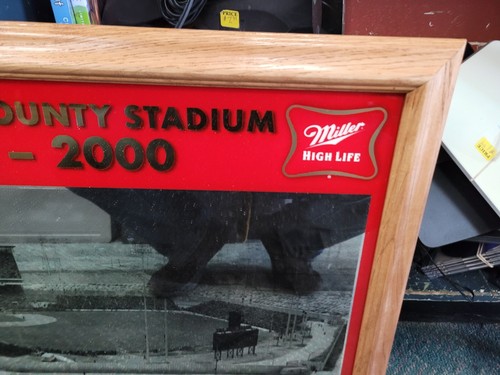 OUNTY STADIUM
– 2000
Miller
HIGH LIFE